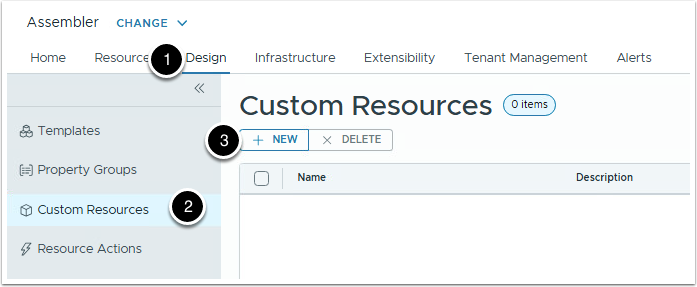 Assembler CHANGE
Home Resource 1 Design Infrastructure Extensibility Tenant Management Alerts
Custom Resources 0 items
Templates
3 + NEW × DELETE
Property Groups
Name Description
Custom Resources 2
Resource Actions